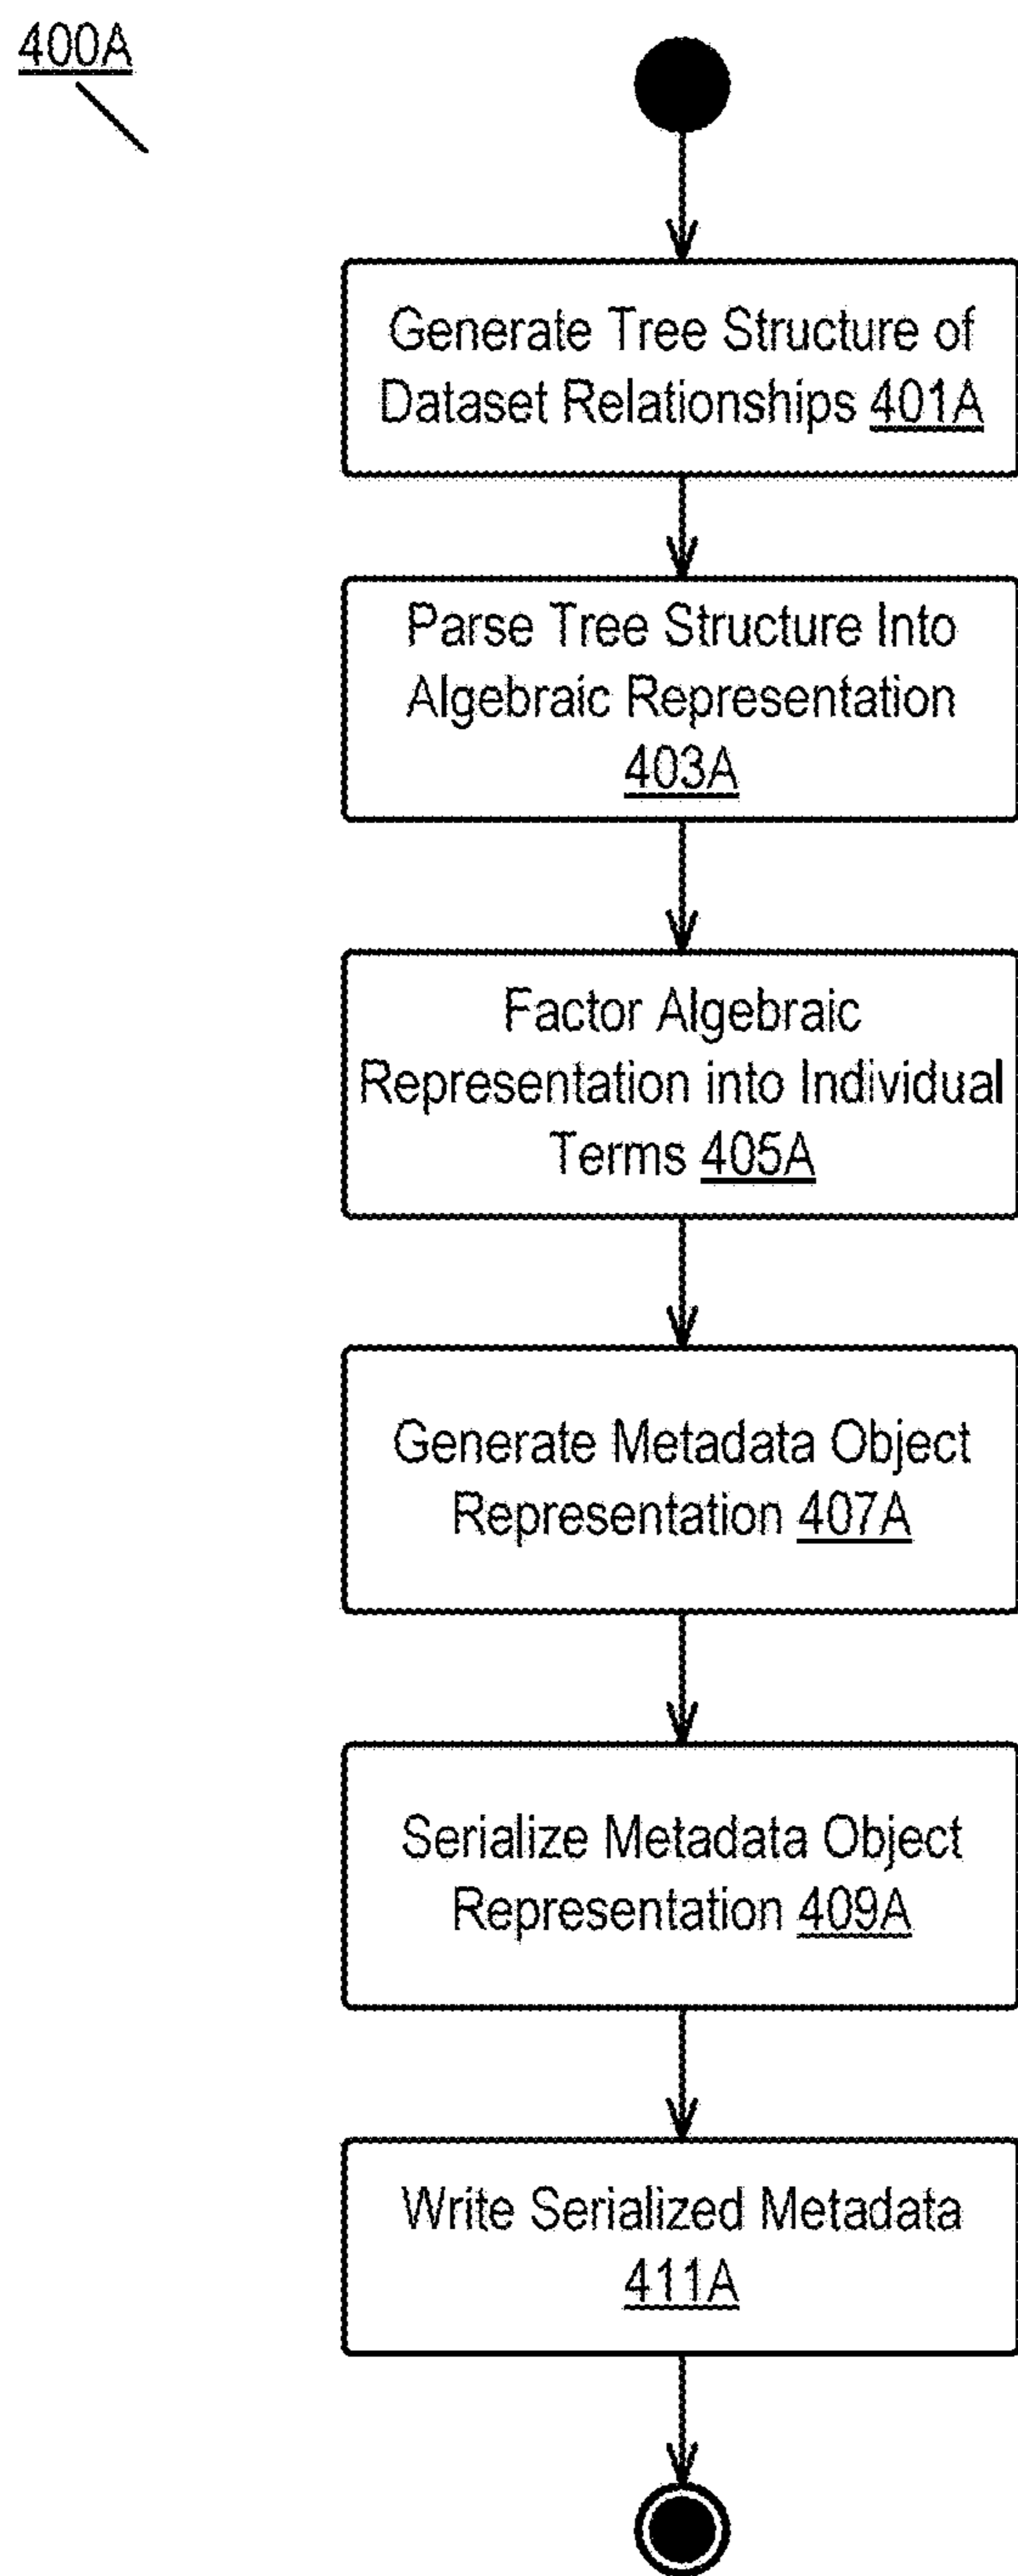 400A
Generate Tree Structure of
Dataset Relationships 401A
Parse Tree Structure Into
Algebraic Representation
403A
Factor Algebraic
Representation into Individual
Terms 405A
Generate Metadata Object
Representation 407A
Serialize Metadata Object
Representation 409A
Write Serialized Metadata
411A